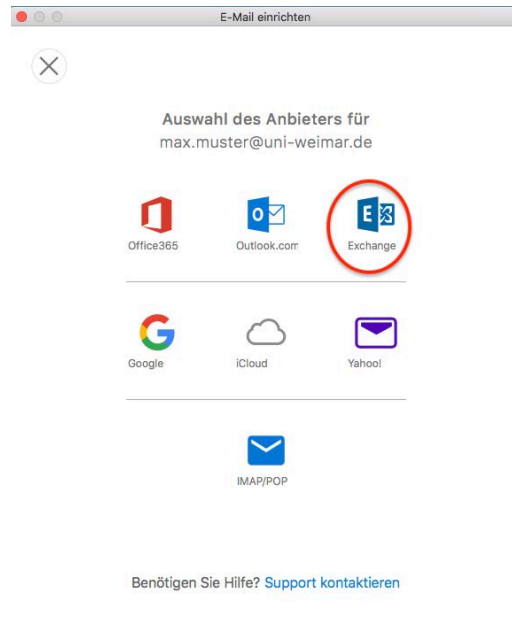 E-Mail einrichten
Auswahl des Anbieters für
max.muster@uni-weimar.de
Office365 Outlook.com Exchange
Google iCloud Yahoo!
IMAP/POP
Benötigen Sie Hilfe? Support kontaktieren